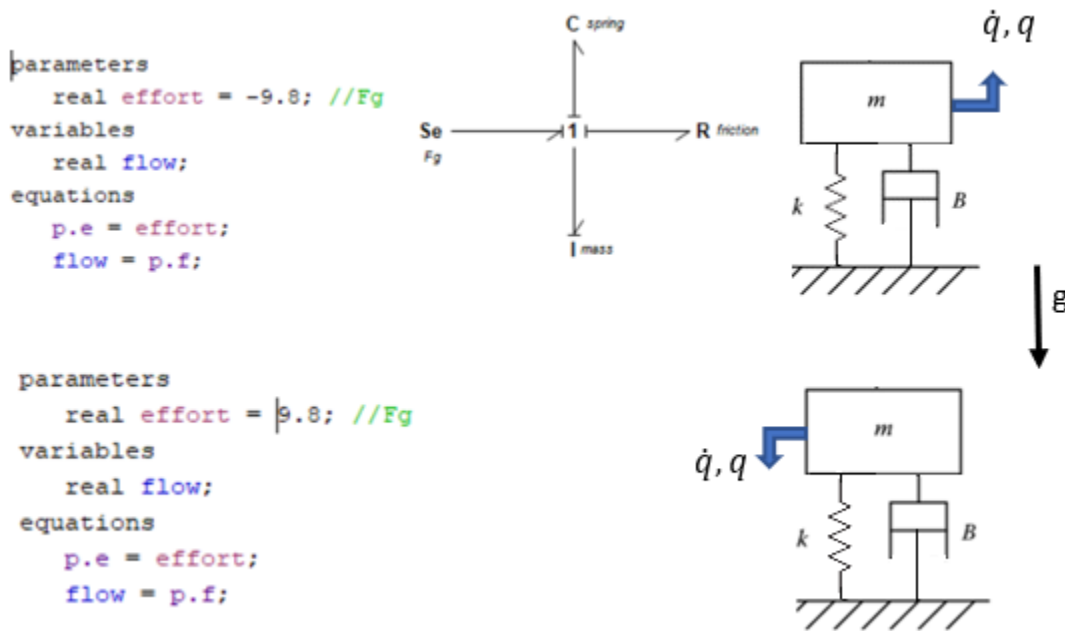 parameters
real effort = -9.8; //Fg
variables
real flow;
equations
p.e = effort;
flow = p.f;
C spring
Se 1 R friction
Fg
I mass
q̇, q
m
k B
g
parameters
real effort = 9.8; //Fg
variables
real flow;
equations
p.e = effort;
flow = p.f;
m
q̇, q
k B